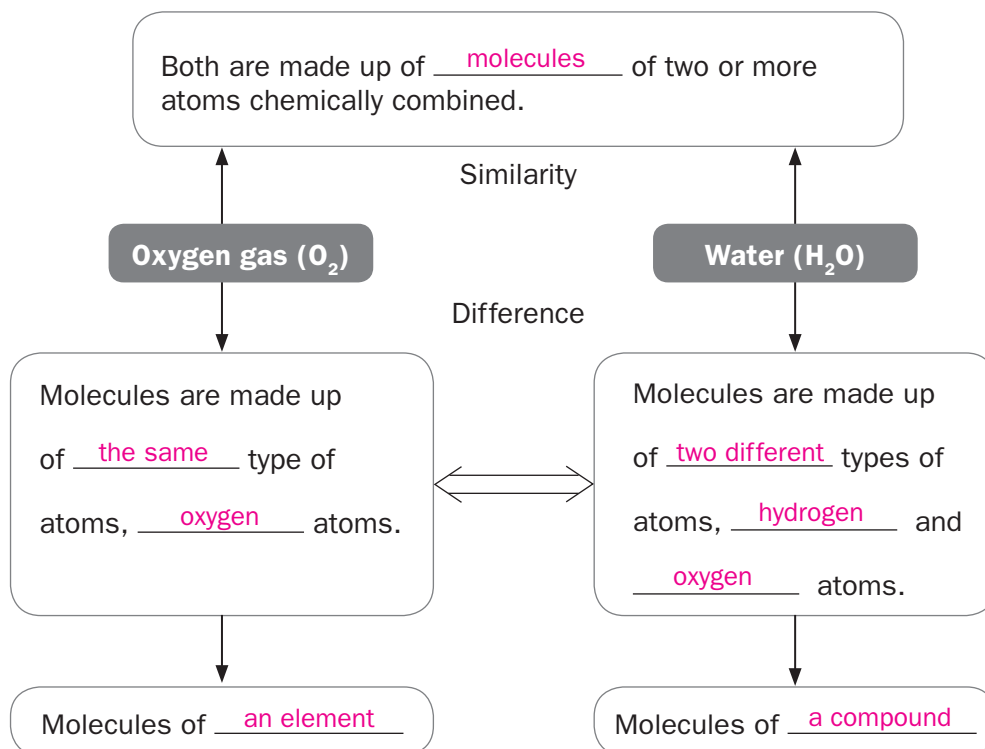 Both are made up of molecules of two or more
atoms chemically combined.
Similarity
Oxygen gas (O₂)
Water (H₂O)
Difference
Molecules are made up
of the same type of
atoms, oxygen atoms.
Molecules are made up
of two different types of
atoms, hydrogen and
oxygen atoms.
Molecules of an element
Molecules of a compound